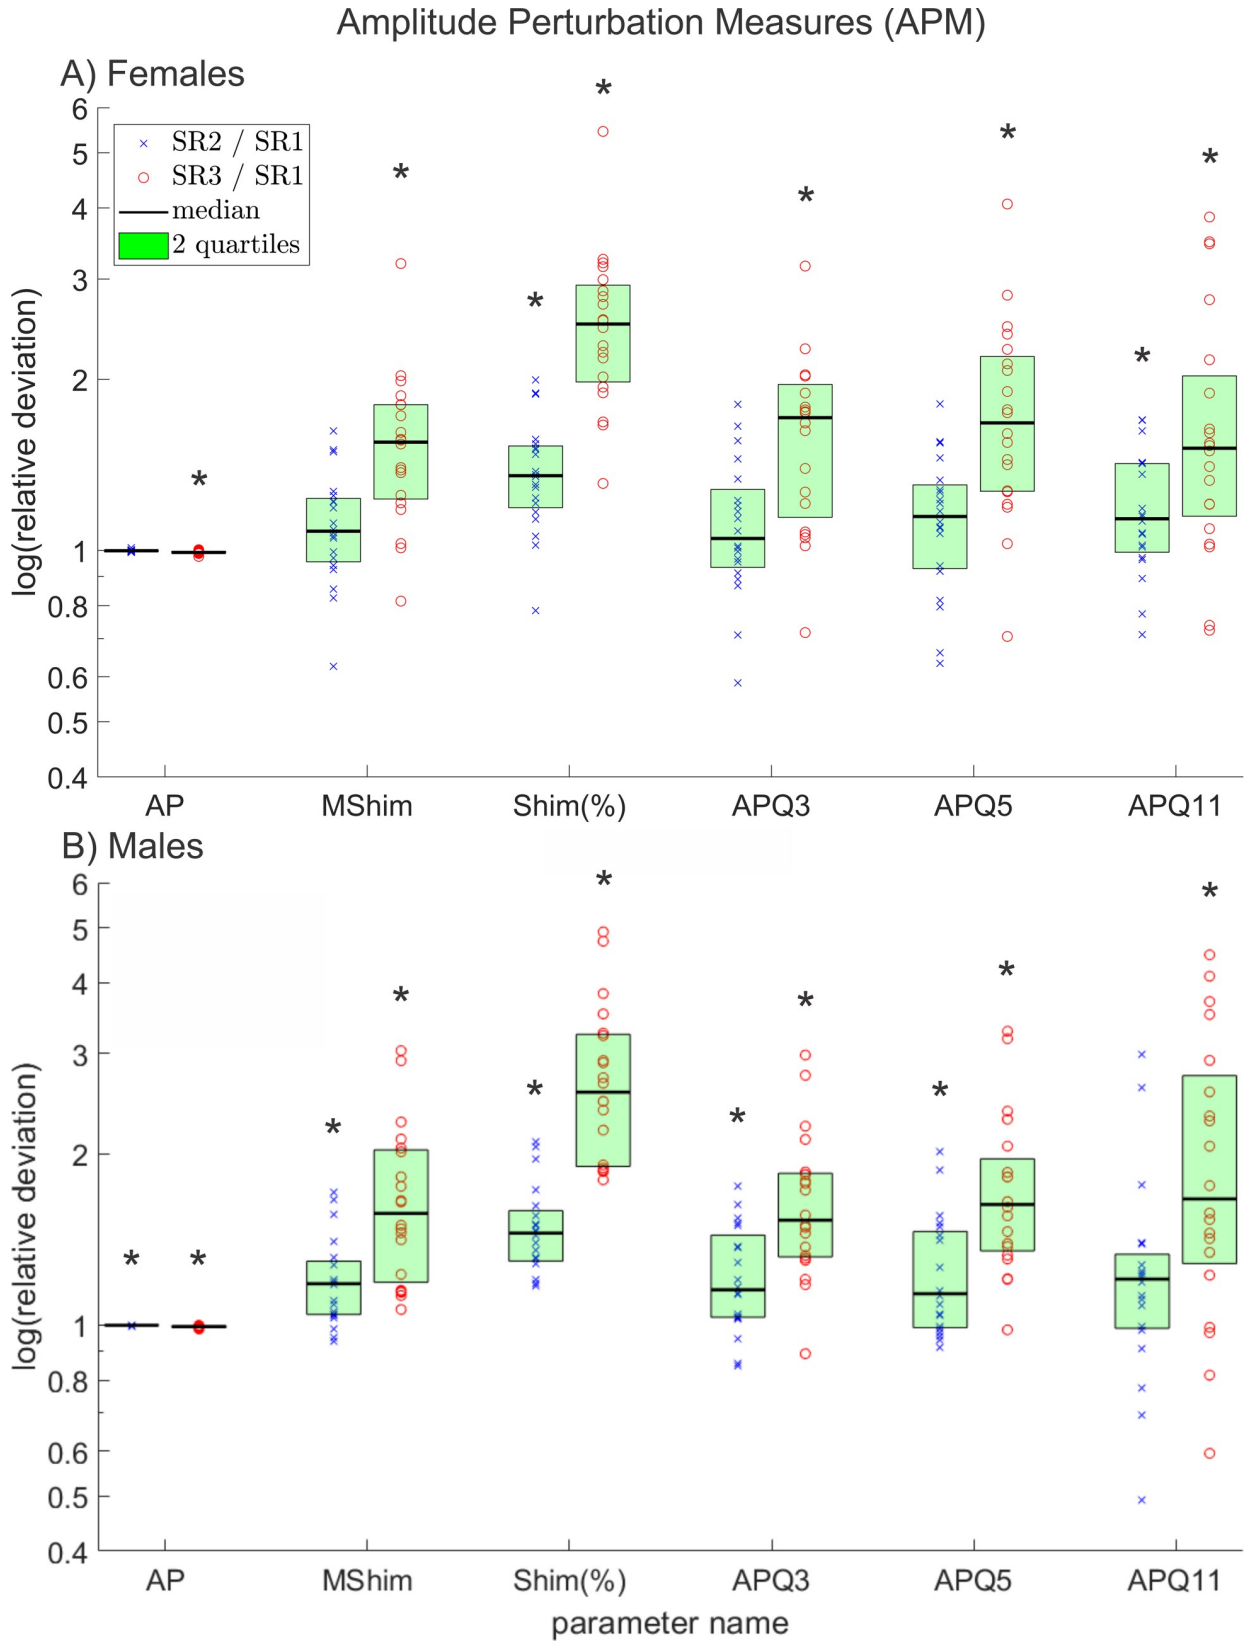 Amplitude Perturbation Measures (APM)
A) Females
6
5
4
3
2
1
0.8
0.6
0.5
0.4
log(relative deviation)
SR2 / SR1
SR3 / SR1
median
2 quartiles
* * * * * * * * *
AP MShim Shim(%) APQ3 APQ5 APQ11
B) Males
6
5
4
3
2
1
0.8
0.6
0.5
0.4
log(relative deviation)
* * * * * * * * * * *
AP MShim Shim(%) APQ3 APQ5 APQ11
parameter name